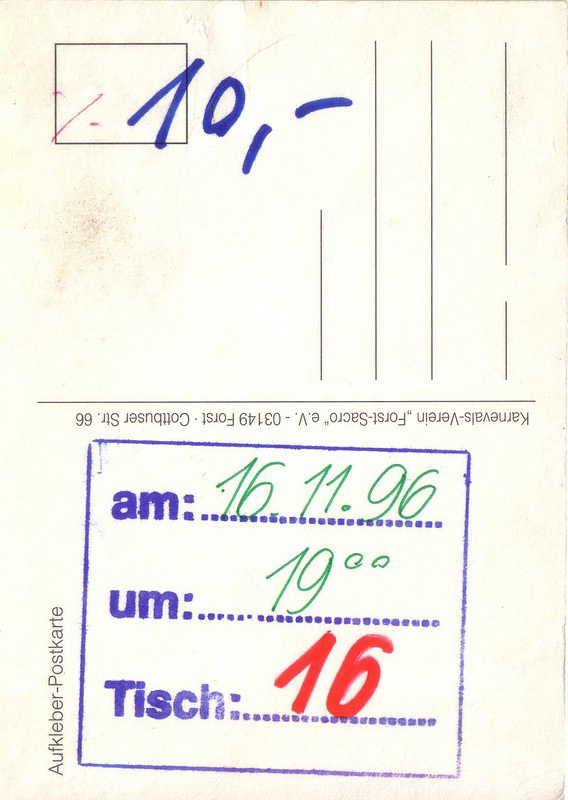 10,-
Karnevals-Verein „Forst-Sacro“ e.V. - 03149 Forst · Cottbuser Str. 66
am: 16.11.96
um: 19⁰⁰
Tisch: 16
Aufkleber-Postkarte